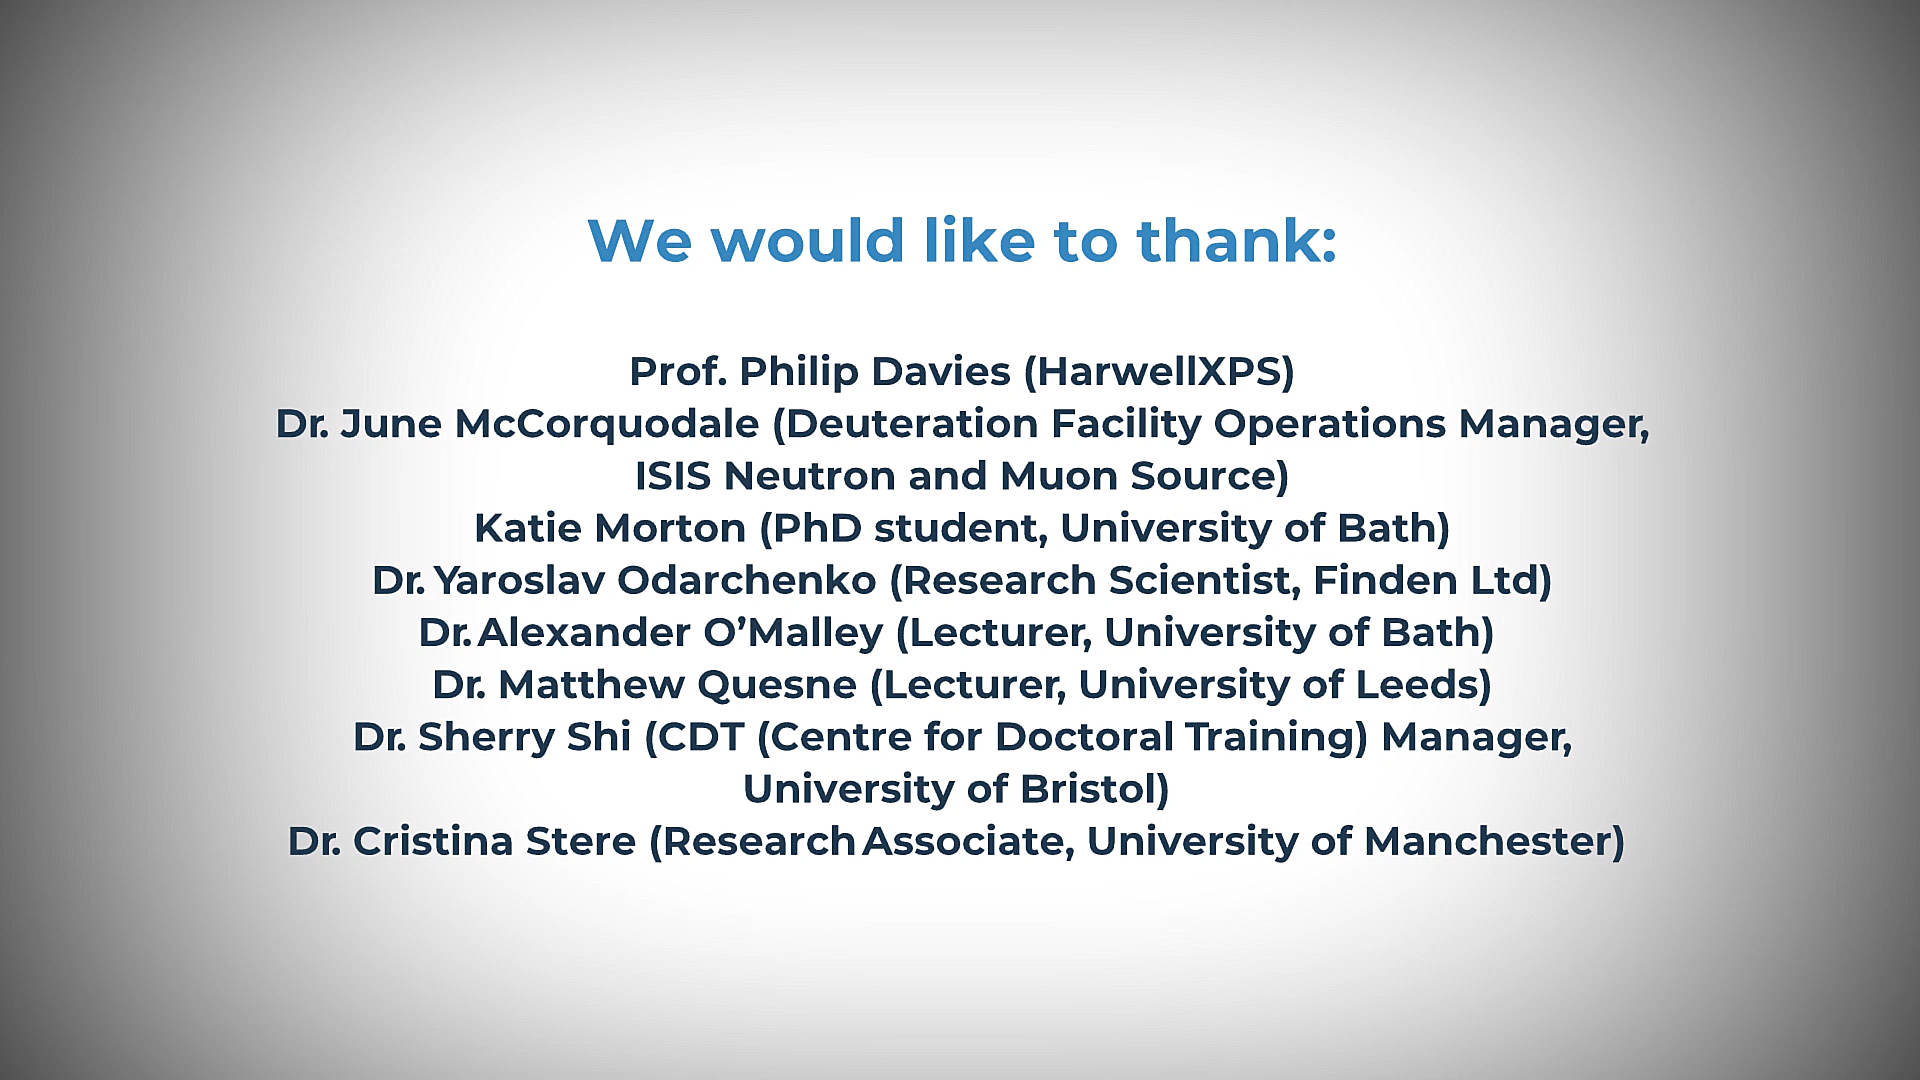 We would like to thank:
Prof. Philip Davies (HarwellXPS)
Dr. June McCorquodale (Deuteration Facility Operations Manager,
ISIS Neutron and Muon Source)
Katie Morton (PhD student, University of Bath)
Dr. Yaroslav Odarchenko (Research Scientist, Finden Ltd)
Dr. Alexander O’Malley (Lecturer, University of Bath)
Dr. Matthew Quesne (Lecturer, University of Leeds)
Dr. Sherry Shi (CDT (Centre for Doctoral Training) Manager,
University of Bristol)
Dr. Cristina Stere (Research Associate, University of Manchester)